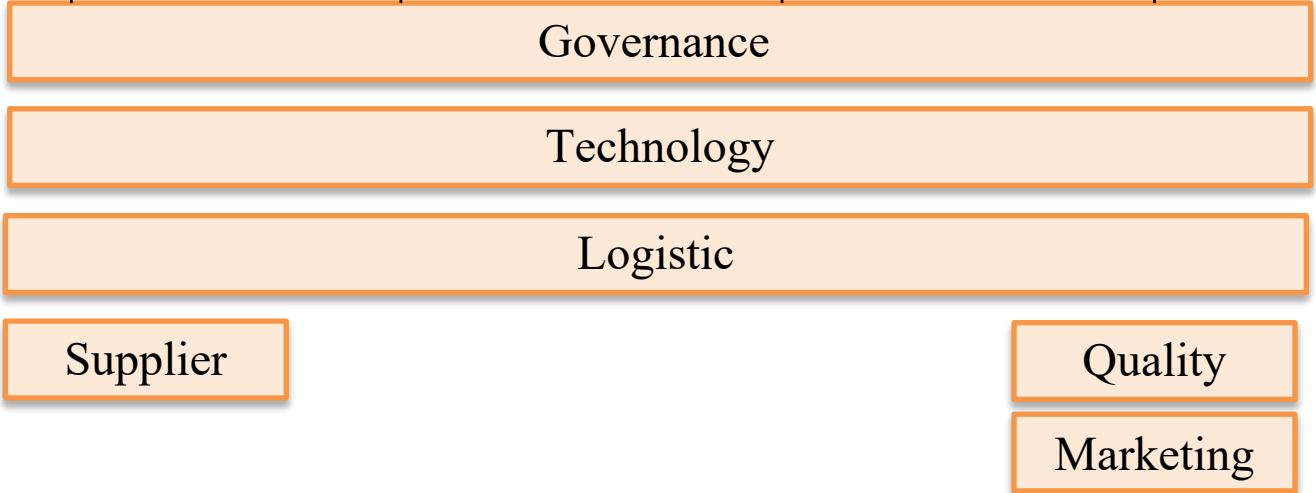 Governance
Technology
Logistic
Supplier
Quality
Marketing